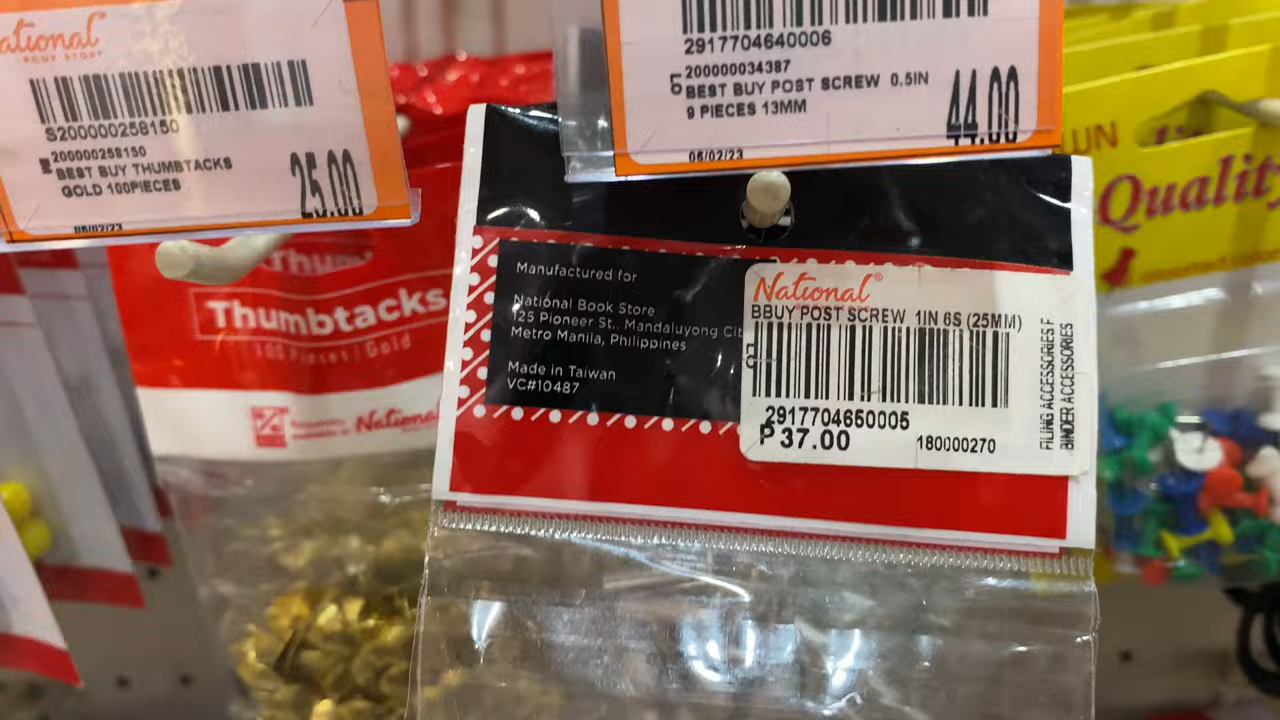 National
BOOK STORE
S200000258150
200000258150
BEST BUY THUMBTACKS
GOLD 100PIECES
25.00
06/02/23
2917704640006
200000034387
BEST BUY POST SCREW 0.5IN
9 PIECES 13MM
44.00
06/02/23
Thumbtacks
100 Pieces | Gold
National
Manufactured for
National Book Store
125 Pioneer St., Mandaluyong Cit
Metro Manila, Philippines
Made in Taiwan
VC#10487
National®
BBUY POST SCREW 1IN 6S (25MM)
2917704650005
₱37.00
180000270
FILING ACCESSORIES F
BINDER ACCESSORIES
Quality